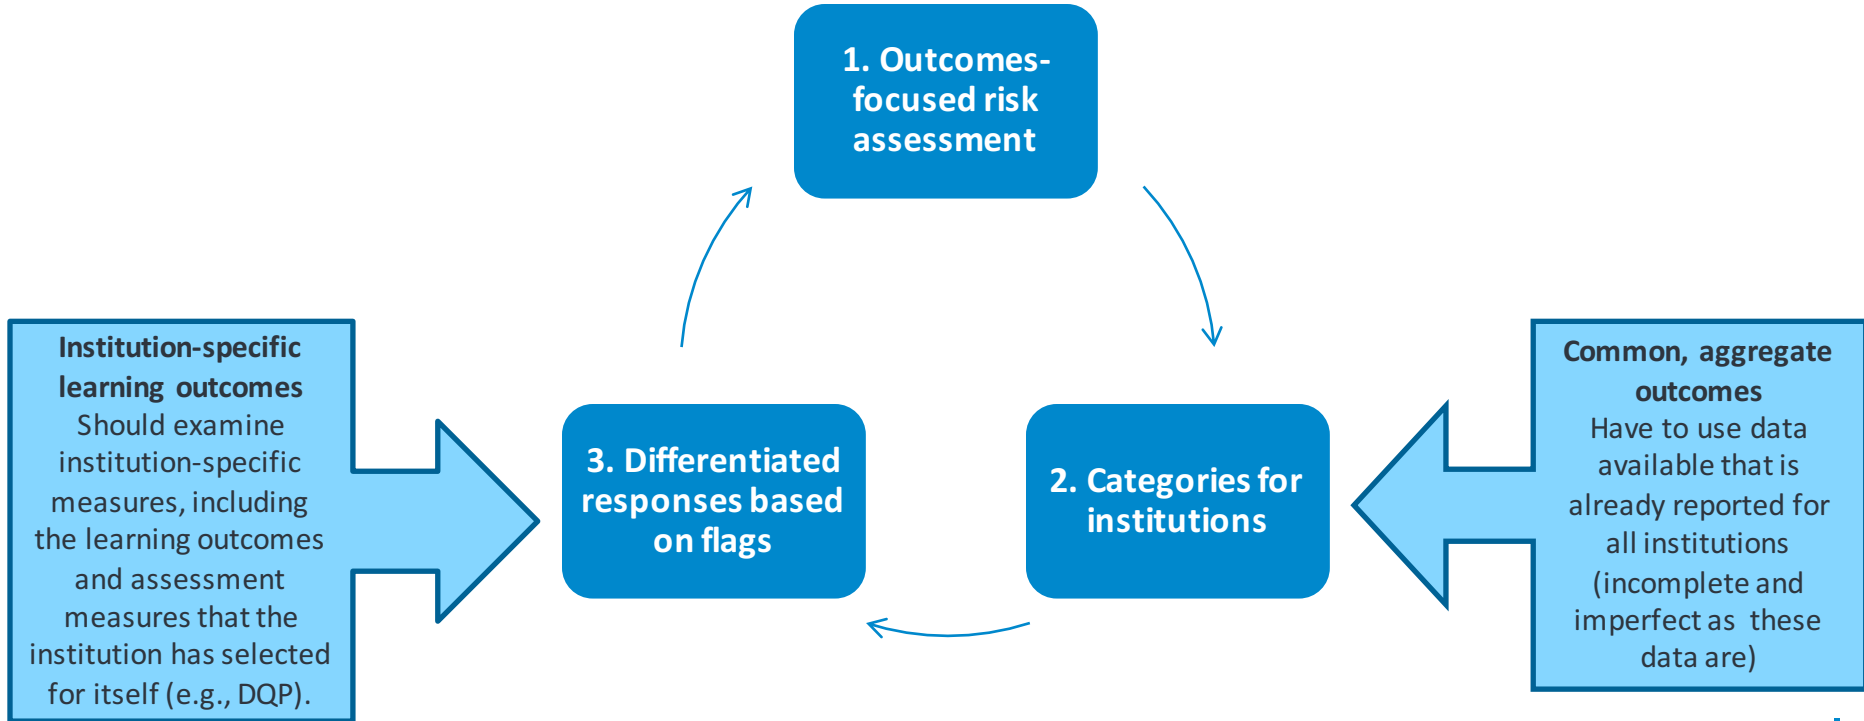 1. Outcomes-
focused risk
assessment
Institution-specific
learning outcomes
Should examine
institution-specific
measures, including
the learning outcomes
and assessment
measures that the
institution has selected
for itself (e.g., DQP).
3. Differentiated
responses based
on flags
2. Categories for
institutions
Common, aggregate
outcomes
Have to use data
available that is
already reported for
all institutions
(incomplete and
imperfect as these
data are)